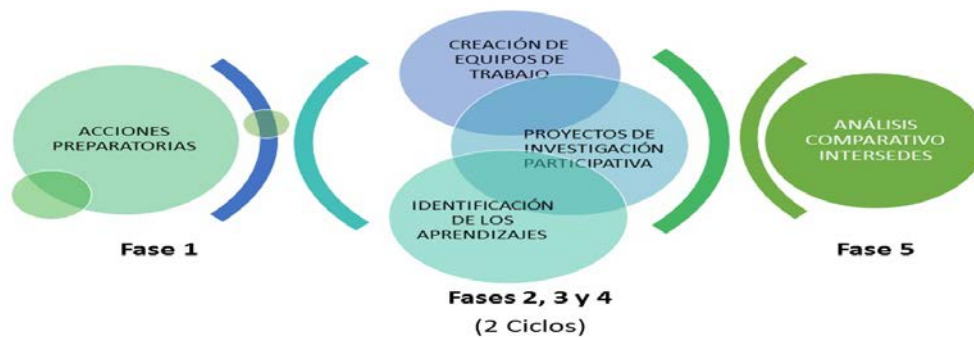 ACCIONES
PREPARATORIAS
Fase 1
CREACIÓN DE
EQUIPOS DE
TRABAJO
PROYECTOS DE
INVESTIGACIÓN
PARTICIPATIVA
IDENTIFICACIÓN
DE LOS
APRENDIZAJES
Fases 2, 3 y 4
(2 Ciclos)
ANÁLISIS
COMPARATIVO
INTERSEDES
Fase 5